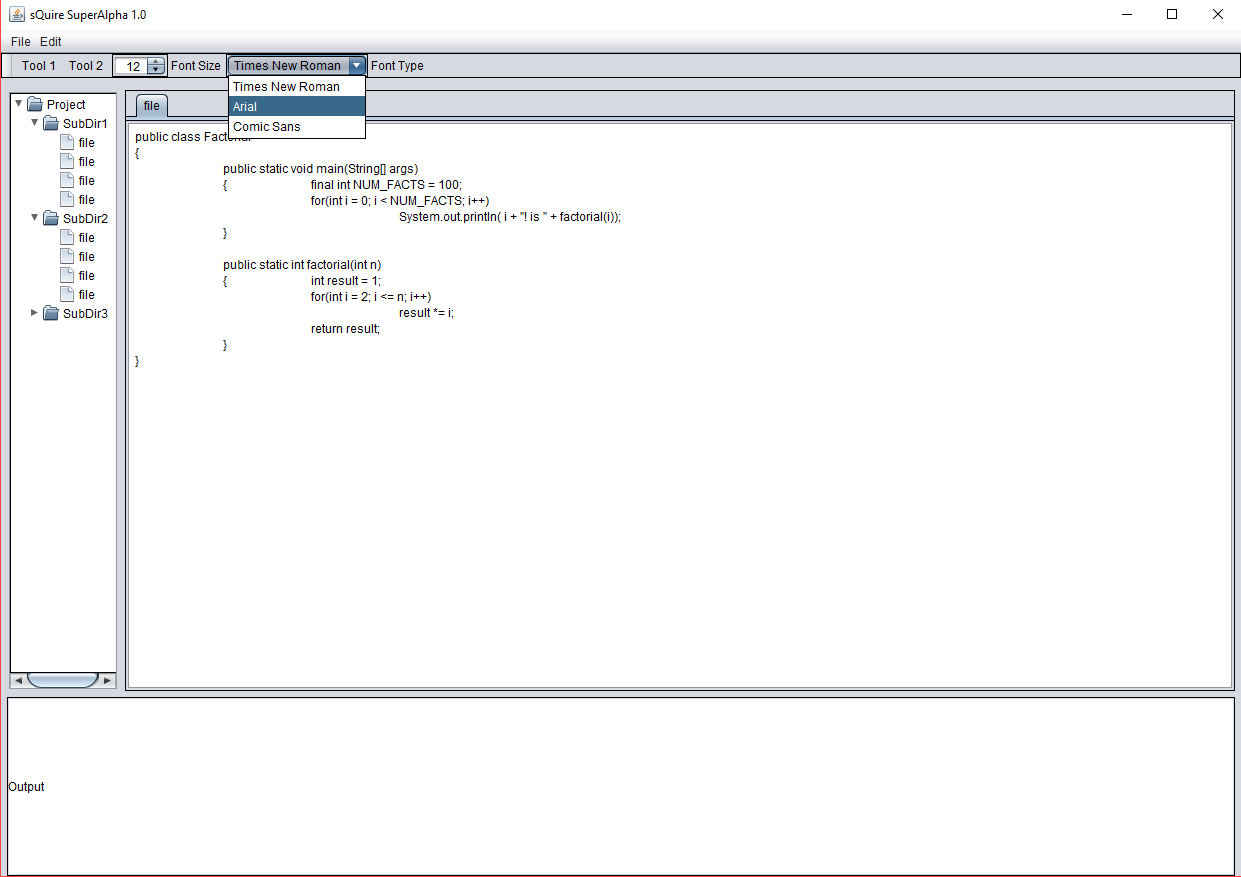 sQuire SuperAlpha 1.0
File Edit
Tool 1 Tool 2 12 Font Size Times New Roman Font Type
Times New Roman
Arial
Comic Sans
Project
SubDir1
file
file
file
file
SubDir2
file
file
file
file
SubDir3
file
public class Factorial
{
public static void main(String[] args)
{ final int NUM_FACTS = 100;
for(int i = 0; i < NUM_FACTS; i++)
System.out.println( i + "! is " + factorial(i));
}
public static int factorial(int n)
{ int result = 1;
for(int i = 2; i <= n; i++)
result *= i;
return result;
}
}
Output